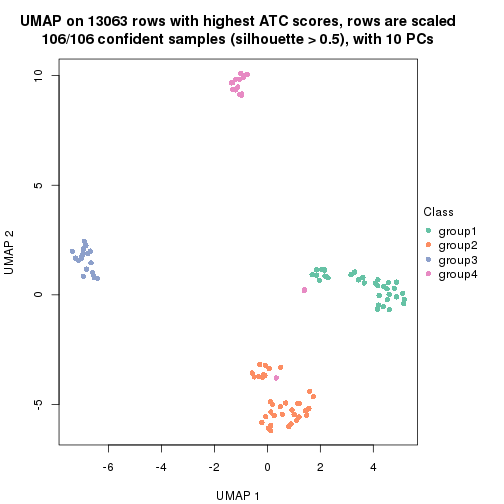 UMAP on 13063 rows with highest ATC scores, rows are scaled
106/106 confident samples (silhouette > 0.5), with 10 PCs
10
5
0
-5
UMAP 2
-6
-4
-2
0
2
4
UMAP 1
Class
group1
group2
group3
group4